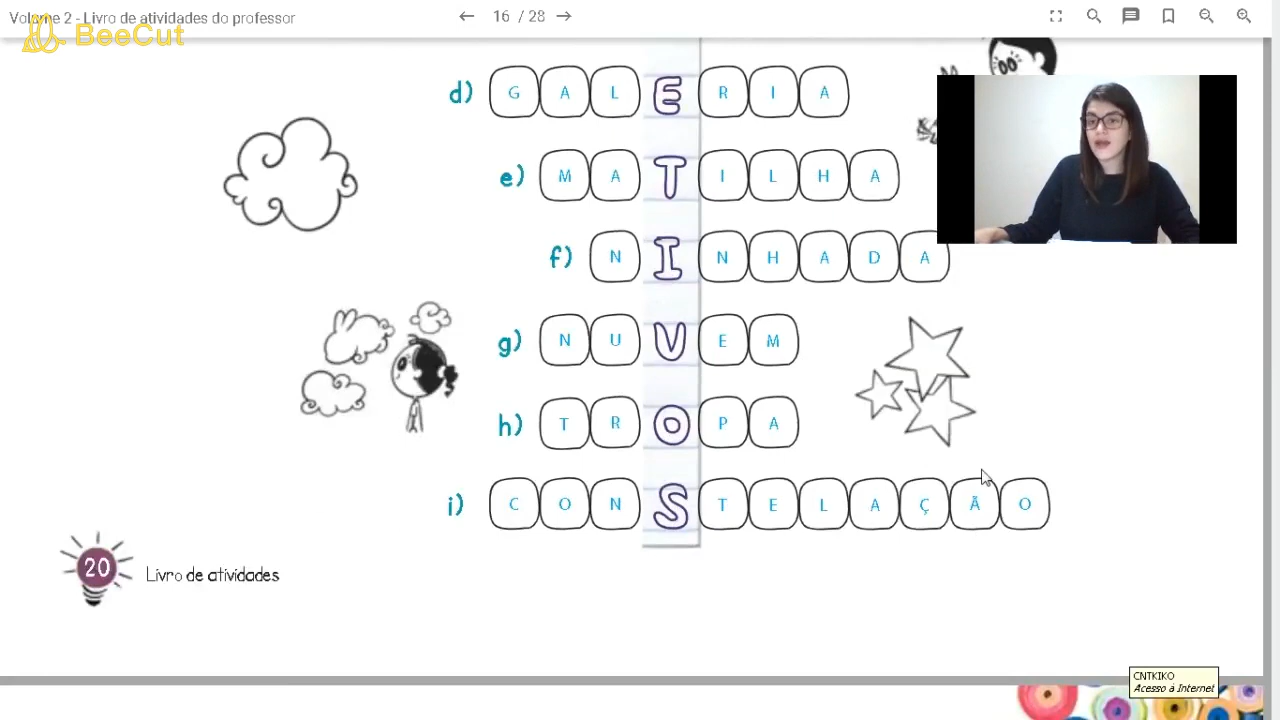 Volume 2 - Livro de atividades do professor
16 / 28
BeeCut
d) GALERIA
e) MATILHA
f) NINHADA
g) NUVEM
h) TROPA
i) CONSTELAÇÃO
20 Livro de atividades
CNTKIKO
Acesso à Internet